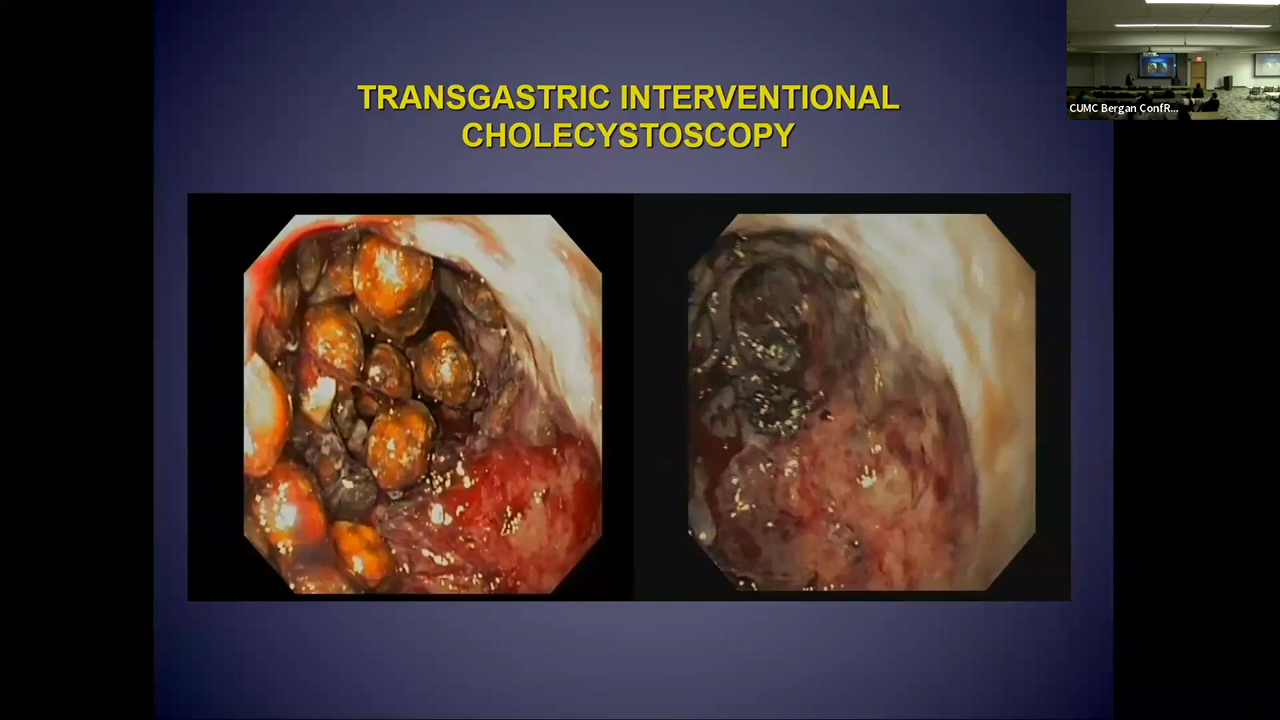 TRANSGASTRIC INTERVENTIONAL
CHOLECYSTOSCOPY
CUMC Bergan ConfR...